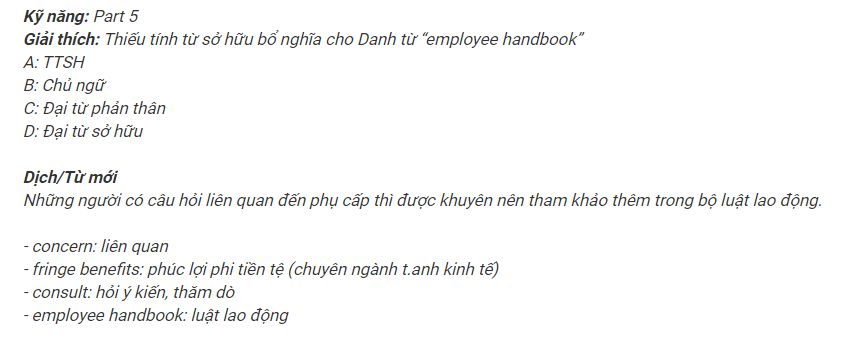 Kỹ năng: Part 5
Giải thích: Thiếu tính từ sở hữu bổ nghĩa cho Danh từ “employee handbook”
A: TTSH
B: Chủ ngữ
C: Đại từ phản thân
D: Đại từ sở hữu
Dịch/Từ mới
Những người có câu hỏi liên quan đến phụ cấp thì được khuyên nên tham khảo thêm trong bộ luật lao động.
- concern: liên quan
- fringe benefits: phúc lợi phi tiền tệ (chuyên ngành t.anh kinh tế)
- consult: hỏi ý kiến, thăm dò
- employee handbook: luật lao động